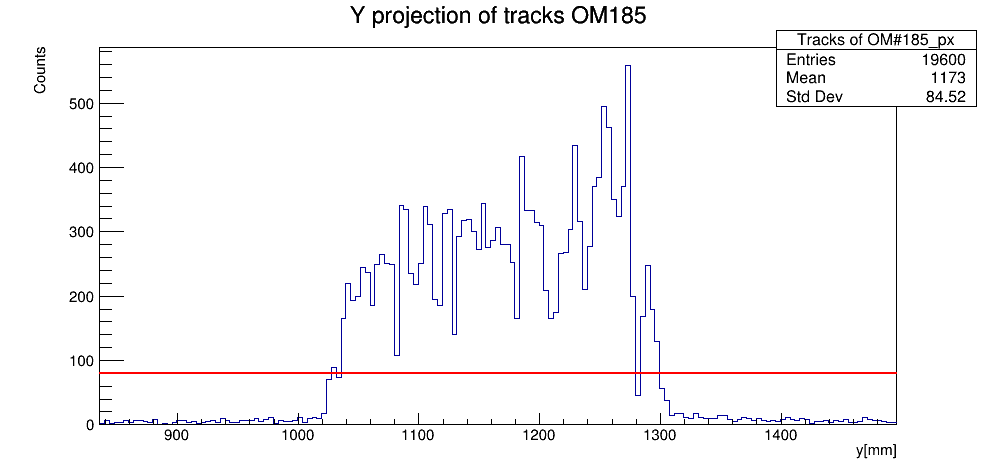 Y projection of tracks OM185
Tracks of OM#185_px
Entries 19600
Mean 1173
Std Dev 84.52
Counts
500
400
300
200
100
0
900 1000 1100 1200 1300 1400
y[mm]